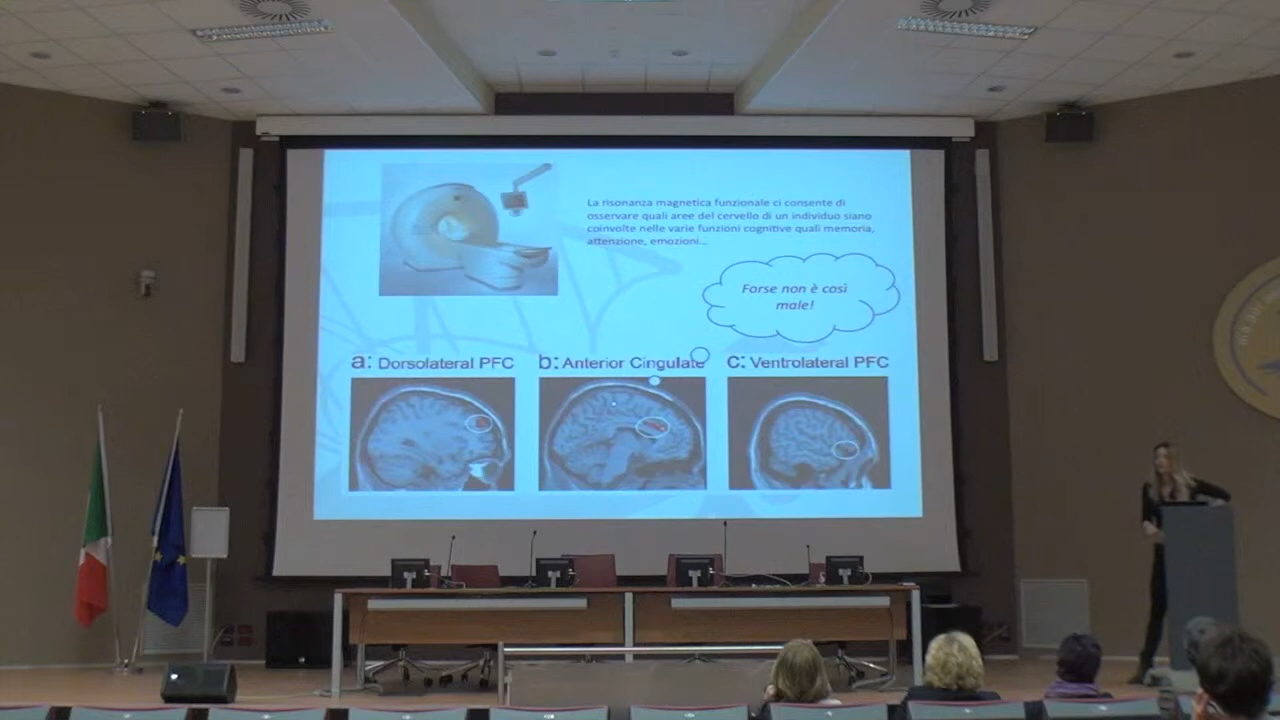 La risonanza magnetica funzionale ci consente di
osservare quali aree del cervello di un individuo siano
coinvolte nelle varie funzioni cognitive quali memoria,
attenzione, emozioni...
Forse non è così
male!
a: Dorsolateral PFC
b: Anterior Cingulate
c: Ventrolateral PFC